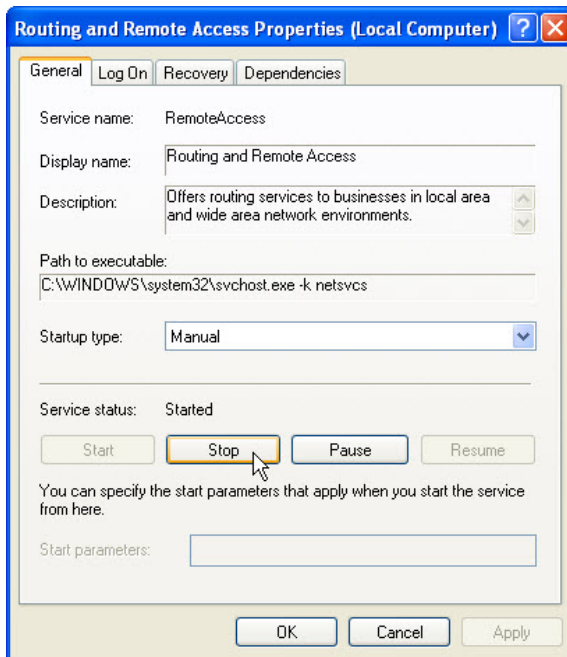 Routing and Remote Access Properties (Local Computer)
General Log On Recovery Dependencies
Service name: RemoteAccess
Display name: Routing and Remote Access
Description: Offers routing services to businesses in local area
and wide area network environments.
Path to executable:
C:\WINDOWS\system32\svchost.exe -k netsvcs
Startup type: Manual
Service status: Started
Start Stop Pause Resume
You can specify the start parameters that apply when you start the service
from here.
Start parameters:
OK Cancel Apply